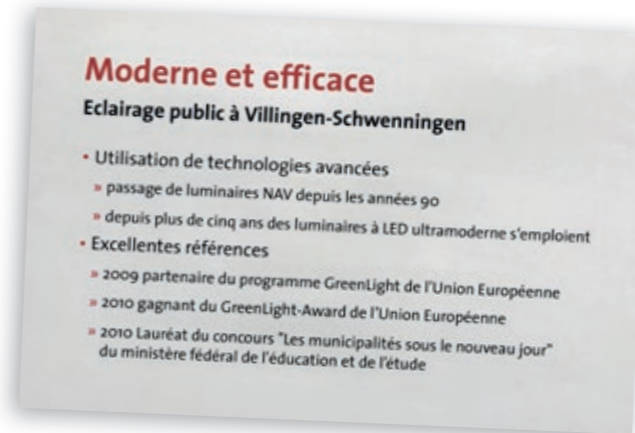 Moderne et efficace
Eclairage public à Villingen-Schwenningen
• Utilisation de technologies avancées
» passage de luminaires NAV depuis les années 90
» depuis plus de cinq ans des luminaires à LED ultramoderne s'emploient
• Excellentes références
» 2009 partenaire du programme GreenLight de l'Union Européenne
» 2010 gagnant du GreenLight-Award de l'Union Européenne
» 2010 Lauréat du concours "Les municipalités sous le nouveau jour"
du ministère fédéral de l'éducation et de l'étude